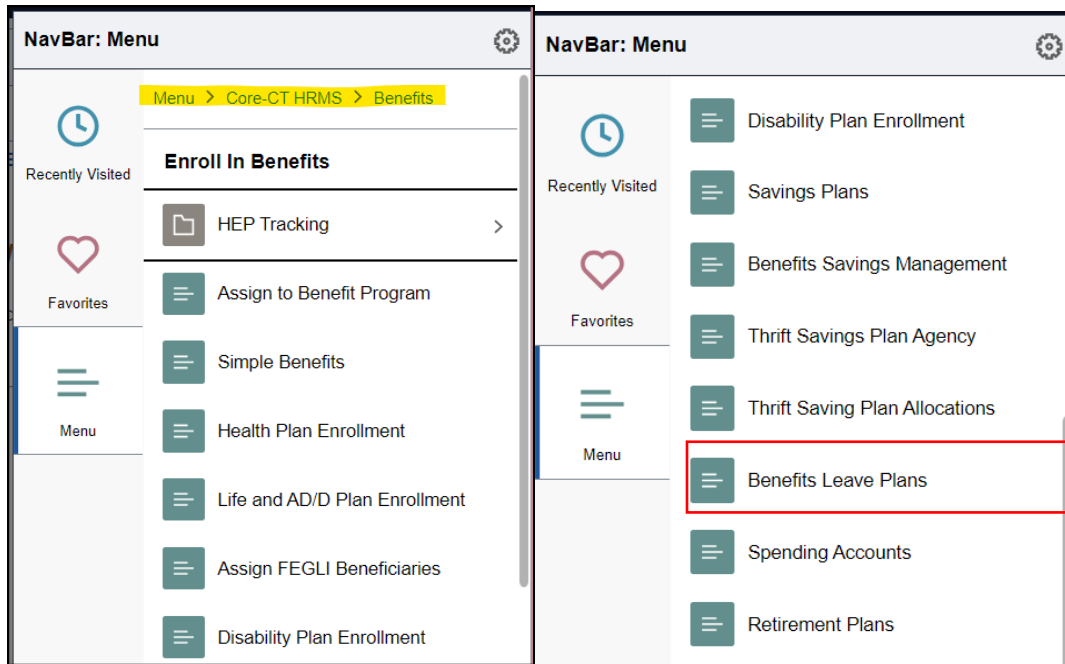 NavBar: Menu
Menu > Core-CT HRMS > Benefits
Recently Visited
Enroll In Benefits
HEP Tracking
Favorites
Assign to Benefit Program
Simple Benefits
Menu
Health Plan Enrollment
Life and AD/D Plan Enrollment
Assign FEGLI Beneficiaries
Disability Plan Enrollment
NavBar: Menu
Recently Visited
Disability Plan Enrollment
Savings Plans
Benefits Savings Management
Favorites
Thrift Savings Plan Agency
Thrift Saving Plan Allocations
Menu
Benefits Leave Plans
Spending Accounts
Retirement Plans